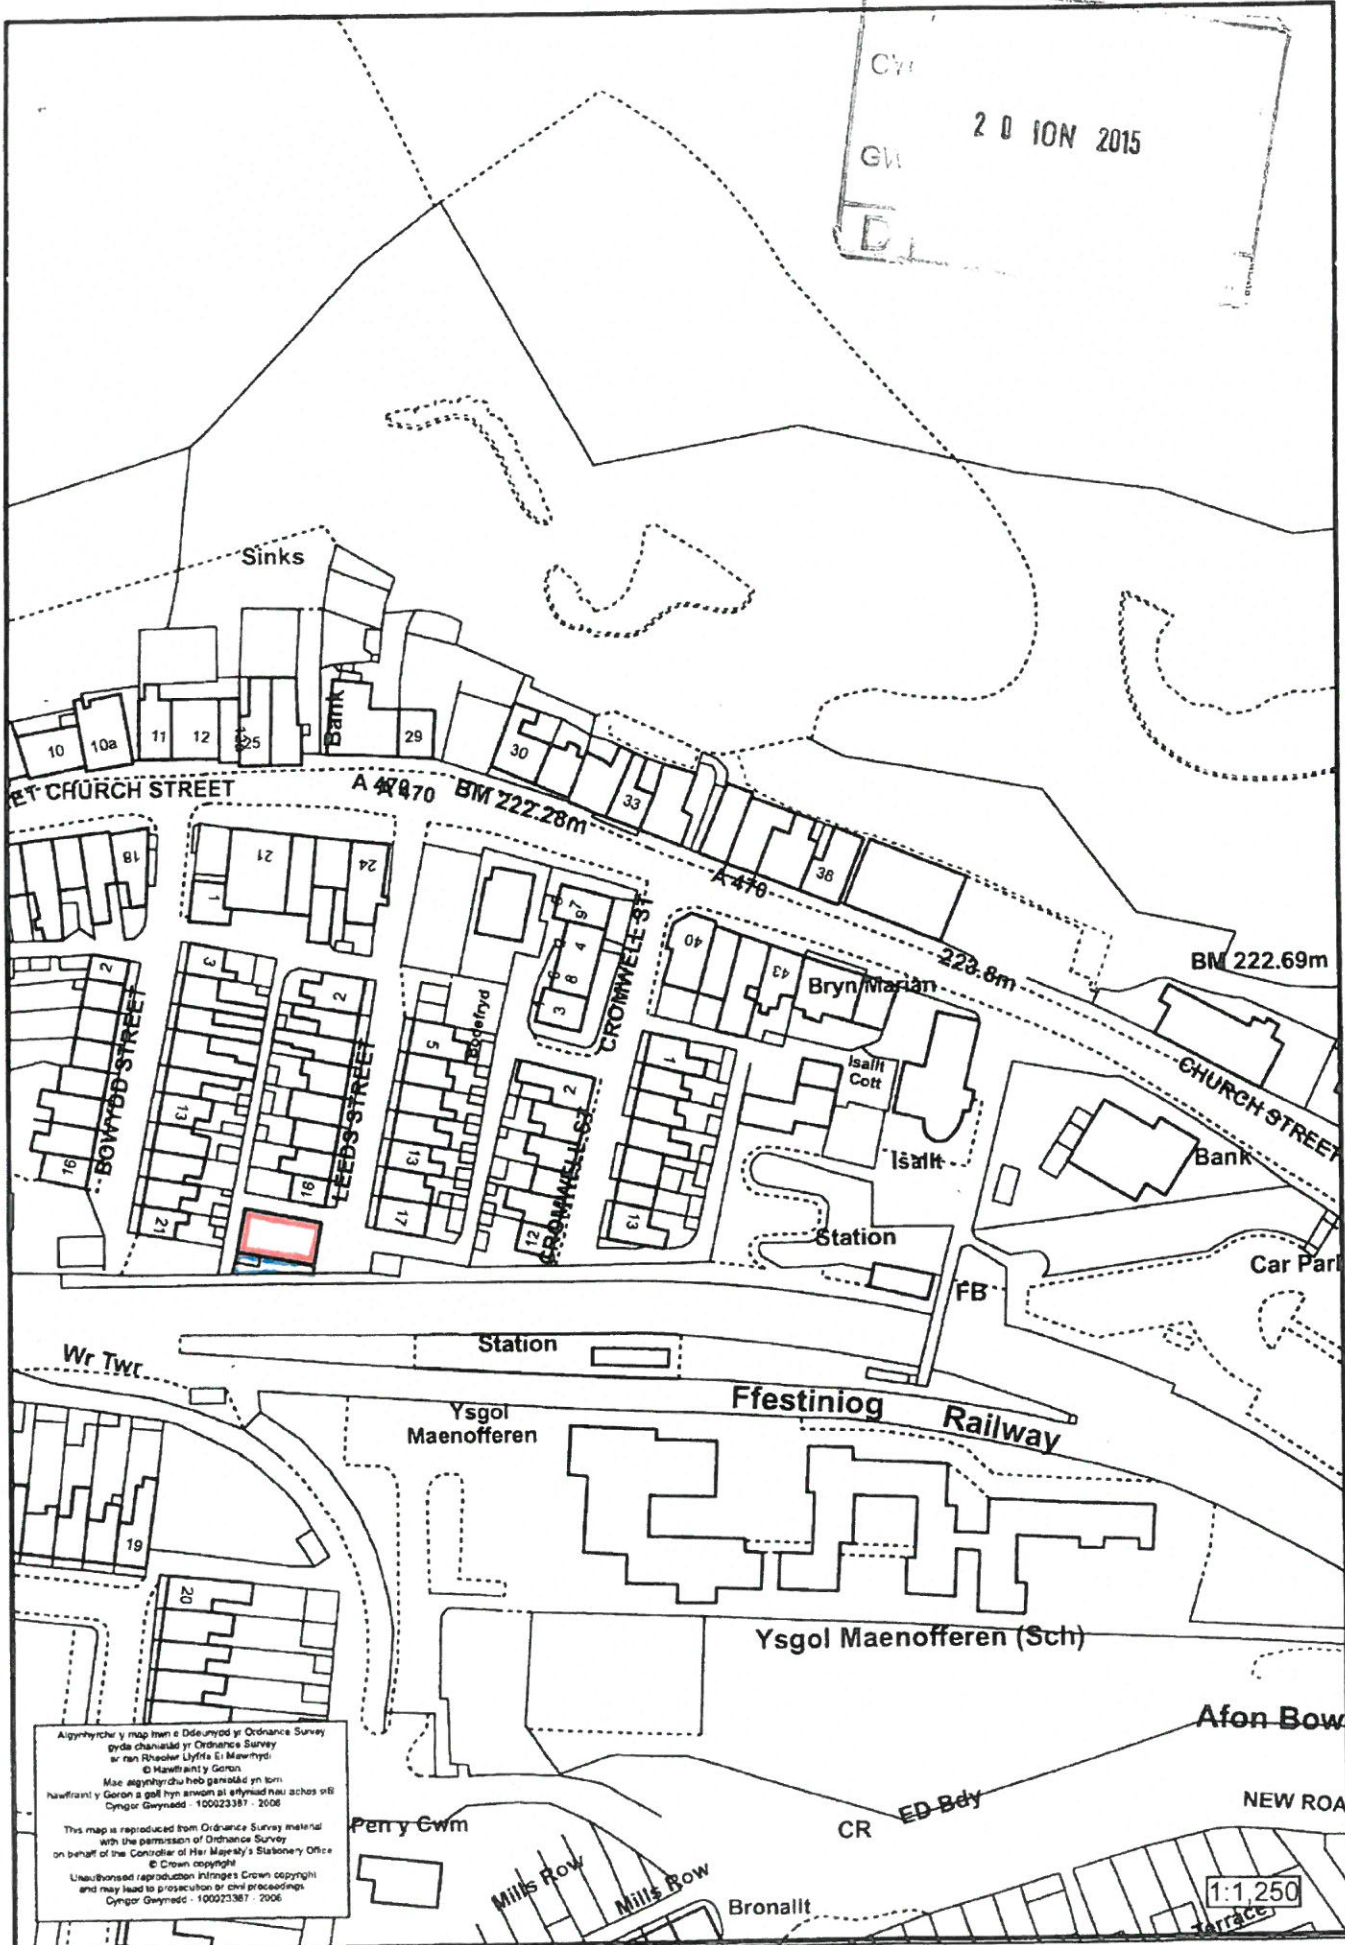 20 ION 2015
Sinks
Bank
10
10a
11
12
25
29
30
33
38
CHURCH STREET
A 470
A 470
BM 222.28m
A 470
223.8m
BM 222.69m
18
1
21
24
40
43
Bryn Marian
CROMWELL ST
4
8
3
2
3
2
5
Bodefryd
2
1
BOWYDD STREET
LEEDS STREET
CROMWELL ST
13
16
21
16
13
17
12
13
Isallt
Cott
Isallt
CHURCH STREET
Bank
Station
FB
Car Par
Station
Wr Twr
Ffestiniog
Railway
Ysgol
Maenofferen
19
20
Ysgol Maenofferen (Sch)
Afon Bow
ED Bdy
CR
NEW ROA
Pen y Cwm
Mills Row
Mills Row
Bronallt
Terrace
1:1,250
This map is reproduced from Ordnance Survey material
with the permission of Ordnance Survey
on behalf of the Controller of Her Majesty's Stationery Office
© Crown copyright
Unauthorised reproduction infringes Crown copyright
and may lead to prosecution or civil proceedings
Cyngor Gwynedd - 100023387 - 2006